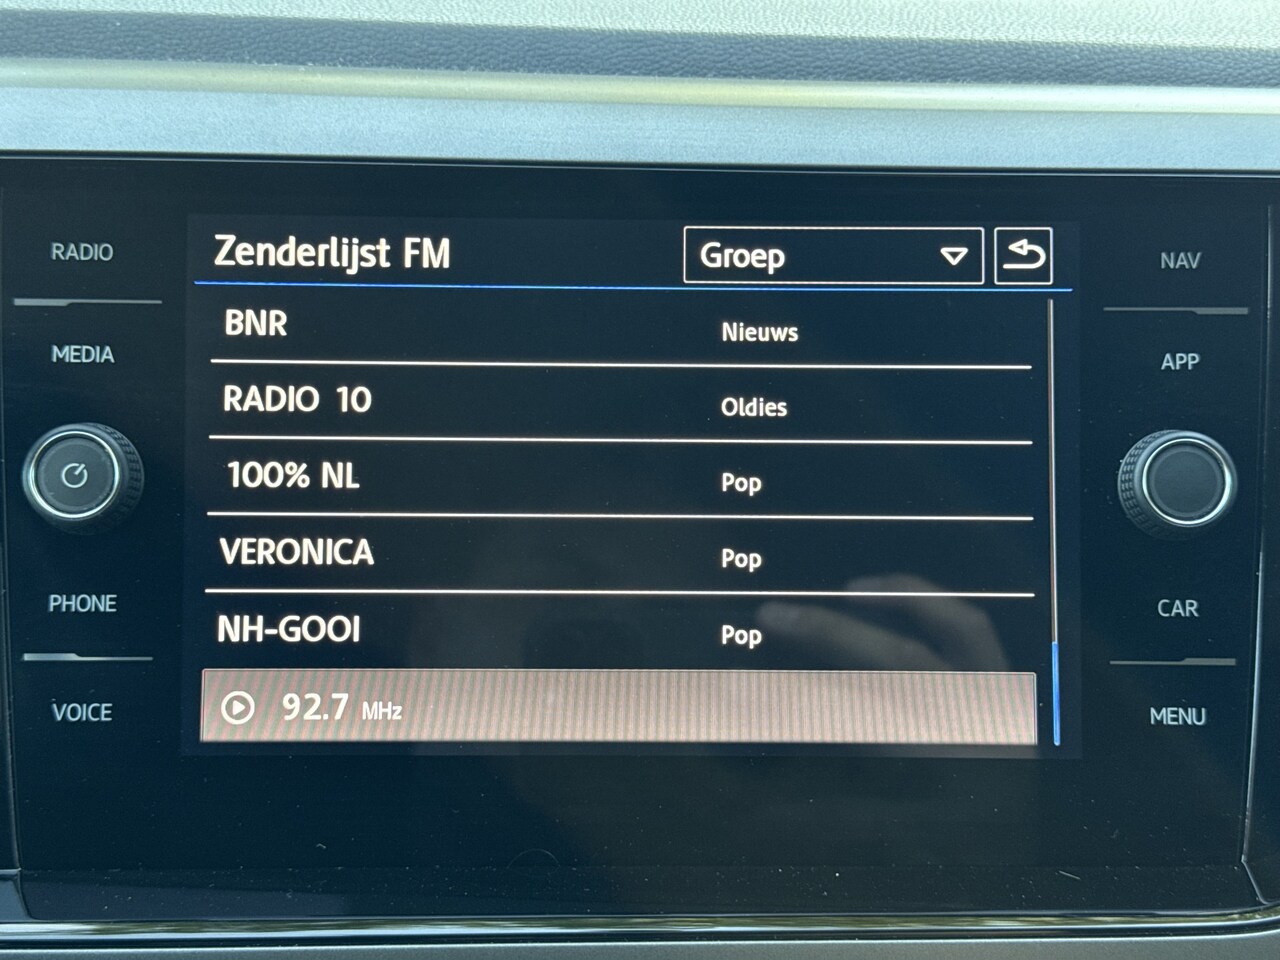 RADIO
MEDIA
PHONE
VOICE
Zenderlijst FM Groep
BNR Nieuws
RADIO 10 Oldies
100% NL Pop
VERONICA Pop
NH-GOOI Pop
92.7 MHz
NAV
APP
CAR
MENU